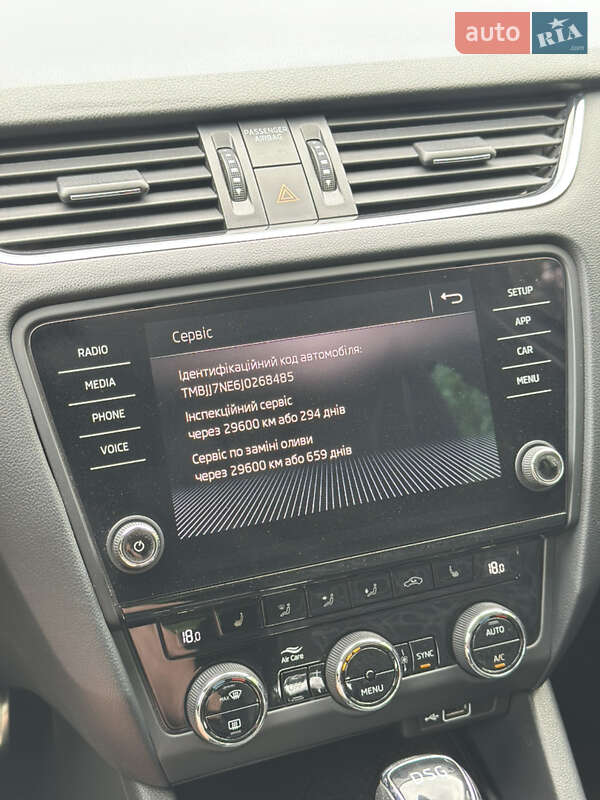 auto RIA.com
PASSENGER
AIRBAG
SETUP
APP
CAR
MENU
RADIO
MEDIA
PHONE
VOICE
Сервіс
Ідентифікаційний код автомобіля:
TMBJJ7NE6J0268485
Інспекційний сервіс
через 29600 км або 294 днів
Сервіс по заміні оливи
через 29600 км або 659 днів
18.0
18.0
Air Care
MAX
MENU
SYNC
AUTO
A/C
DSG